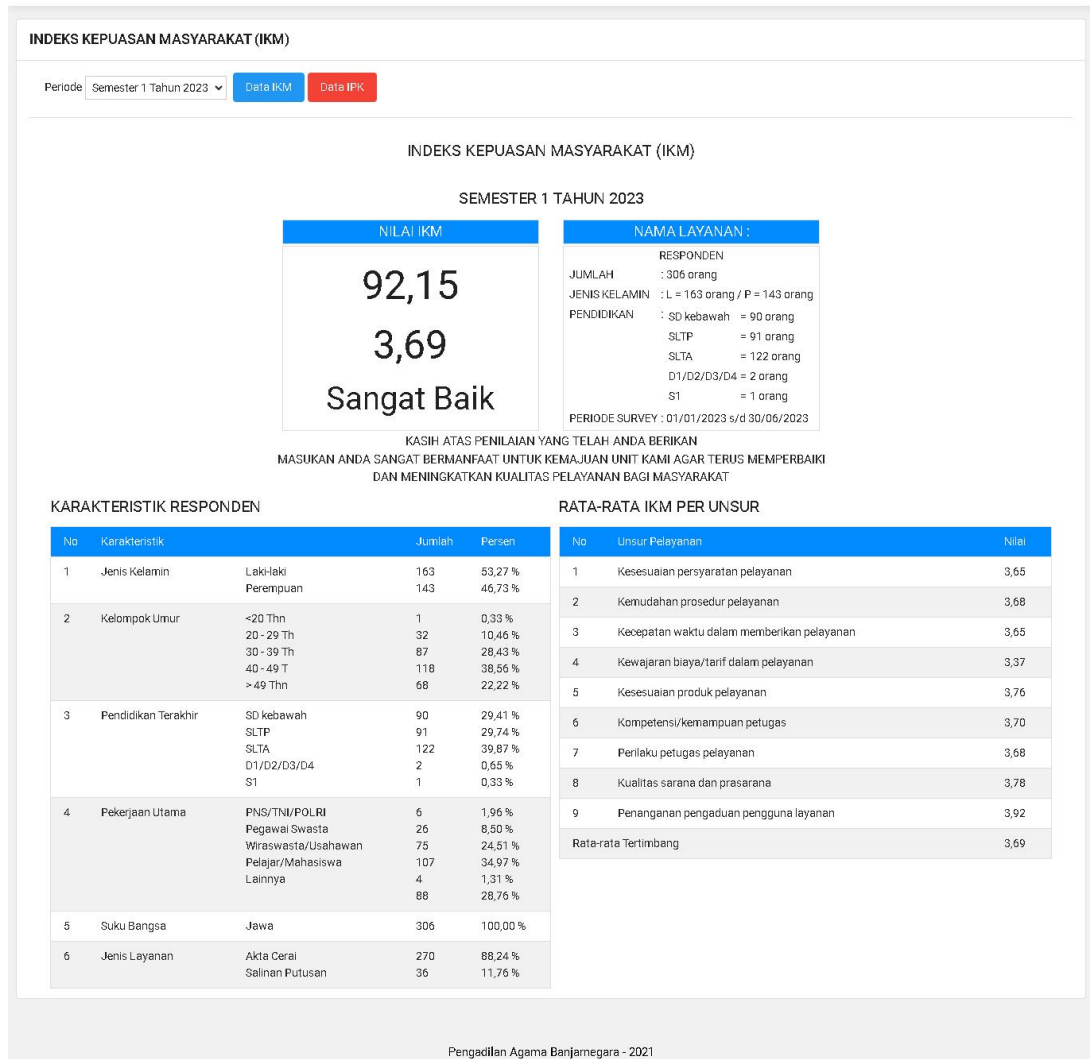 INDEKS KEPUASAN MASYARAKAT (IKM)
Periode Semester 1 Tahun 2023 Data IKM Data IPK
INDEKS KEPUASAN MASYARAKAT (IKM)
SEMESTER 1 TAHUN 2023
NILAI IKM
92,15
3,69
Sangat Baik
NAMA LAYANAN :
RESPONDEN
JUMLAH : 306 orang
JENIS KELAMIN : L = 163 orang / P = 143 orang
PENDIDIKAN : SD kebawah = 90 orang
SLTP = 91 orang
SLTA = 122 orang
D1/D2/D3/D4 = 2 orang
S1 = 1 orang
PERIODE SURVEY : 01/01/2023 s/d 30/06/2023
KASIH ATAS PENILAIAN YANG TELAH ANDA BERIKAN
MASUKAN ANDA SANGAT BERMANFAAT UNTUK KEMAJUAN UNIT KAMI AGAR TERUS MEMPERBAIKI
DAN MENINGKATKAN KUALITAS PELAYANAN BAGI MASYARAKAT
KARAKTERISTIK RESPONDEN
No Karakteristik Jumlah Persen
1 Jenis Kelamin Laki-laki 163 53,27 %
Perempuan 143 46,73 %
2 Kelompok Umur <20 Thn 1 0,33 %
20 - 29 Th 32 10,46 %
30 - 39 Th 87 28,43 %
40 - 49 T 118 38,56 %
> 49 Thn 68 22,22 %
3 Pendidikan Terakhir SD kebawah 90 29,41 %
SLTP 91 29,74 %
SLTA 122 39,87 %
D1/D2/D3/D4 2 0,65 %
S1 1 0,33 %
4 Pekerjaan Utama PNS/TNI/POLRI 6 1,96 %
Pegawai Swasta 26 8,50 %
Wiraswasta/Usahawan 75 24,51 %
Pelajar/Mahasiswa 107 34,97 %
Lainnya 4 1,31 %
88 28,76 %
5 Suku Bangsa Jawa 306 100,00 %
6 Jenis Layanan Akta Cerai 270 88,24 %
Salinan Putusan 36 11,76 %
RATA-RATA IKM PER UNSUR
No Unsur Pelayanan Nilai
1 Kesesuaian persyaratan pelayanan 3,65
2 Kemudahan prosedur pelayanan 3,68
3 Kecepatan waktu dalam memberikan pelayanan 3,65
4 Kewajaran biaya/tarif dalam pelayanan 3,37
5 Kesesuaian produk pelayanan 3,76
6 Kompetensi/kemampuan petugas 3,70
7 Perilaku petugas pelayanan 3,68
8 Kualitas sarana dan prasarana 3,78
9 Penanganan pengaduan pengguna layanan 3,92
Rata-rata Tertimbang 3,69
Pengadilan Agama Banjarnegara - 2021